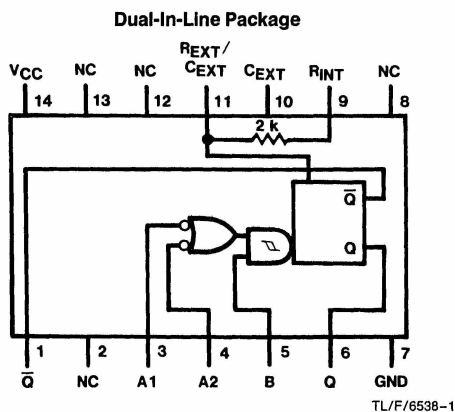 Dual-In-Line Package
REXT/
VCC NC NC CEXT CEXT RINT NC
14 13 12 11 10 9 8
2 k
Q̅
Q
1 2 3 4 5 6 7
Q̅ NC A1 A2 B Q GND
TL/F/6538-1